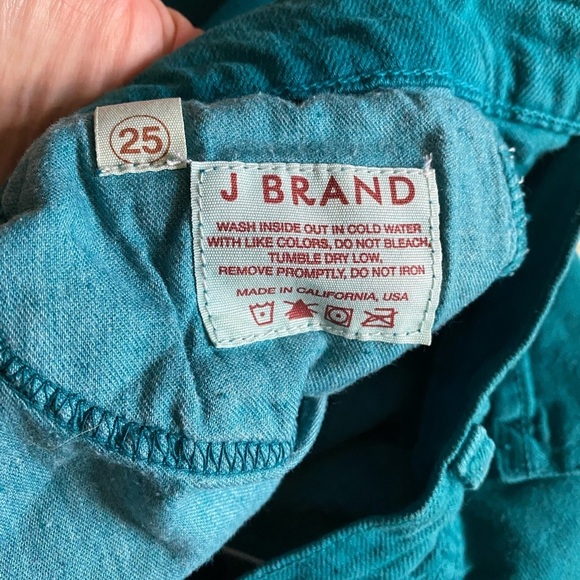 25
J BRAND
WASH INSIDE OUT IN COLD WATER
WITH LIKE COLORS, DO NOT BLEACH,
TUMBLE DRY LOW,
REMOVE PROMPTLY, DO NOT IRON
MADE IN CALIFORNIA, USA